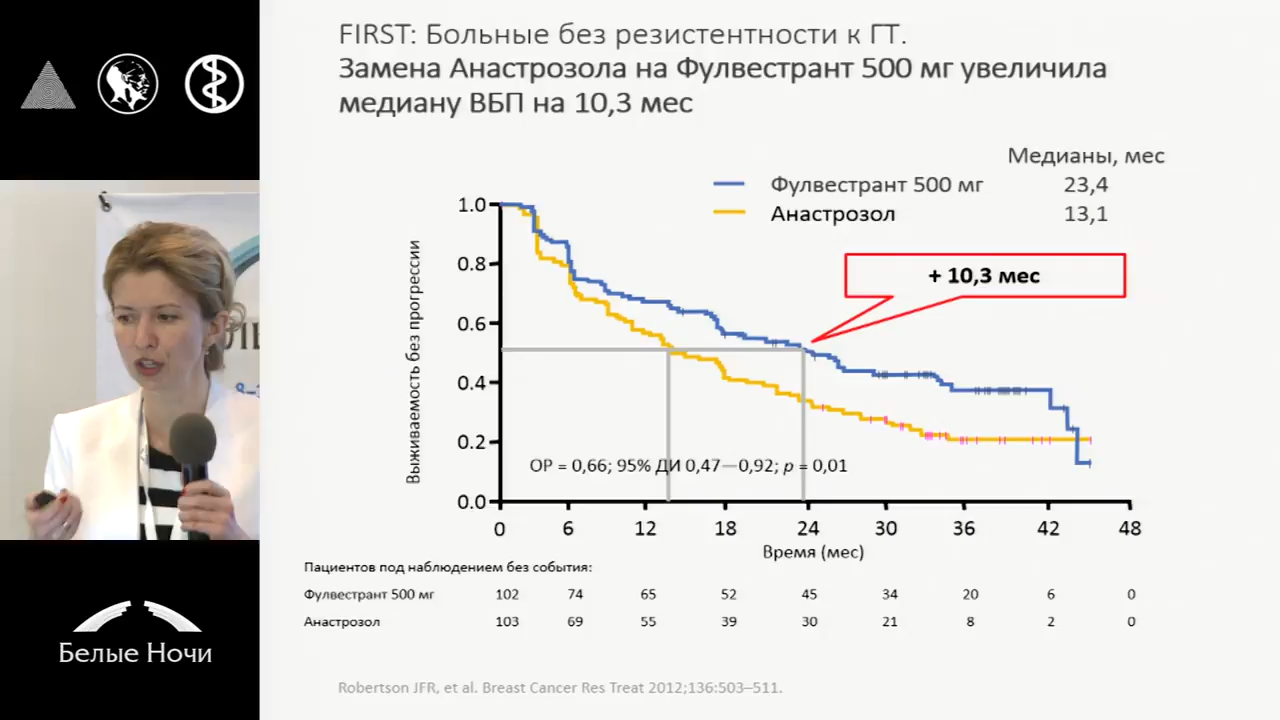 FIRST: Больные без резистентности к ГТ.
Замена Анастрозола на Фулвестрант 500 мг увеличила
медиану ВБП на 10,3 мес
Медианы, мес
Фулвестрант 500 мг 23,4
Анастрозол 13,1
+ 10,3 мес
Выживаемость без прогрессии
1.0
0.8
0.6
0.4
0.2
0.0
ОР = 0,66; 95% ДИ 0,47—0,92; p = 0,01
0 6 12 18 24 30 36 42 48
Время (мес)
Пациентов под наблюдением без события:
Фулвестрант 500 мг 102 74 65 52 45 34 20 6 0
Анастрозол 103 69 55 39 30 21 8 2 0
Robertson JFR, et al. Breast Cancer Res Treat 2012;136:503–511.
Белые Ночи